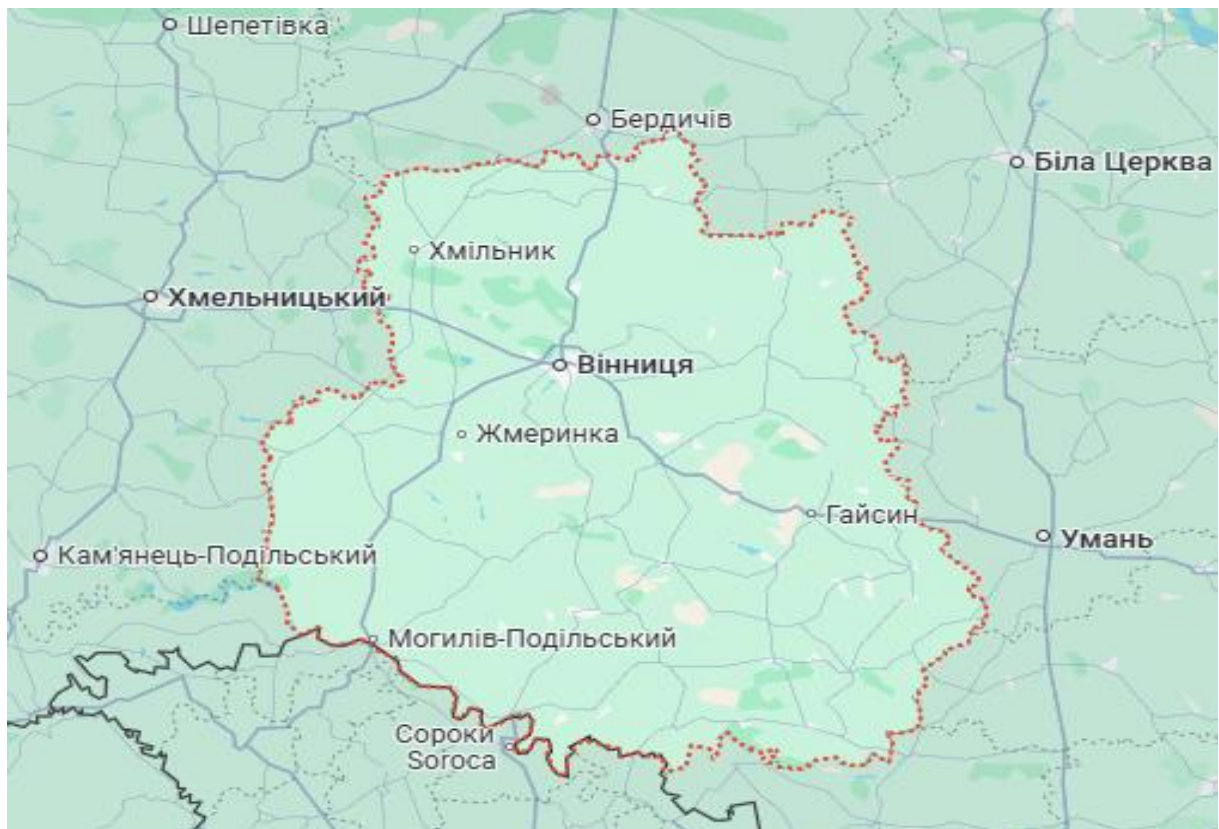 Шепетівка
Бердичів
Біла Церква
Хмільник
Хмельницький
Вінниця
Жмеринка
Гайсин
Умань
Кам'янець-Подільський
Могилів-Подільський
Сороки
Soroca